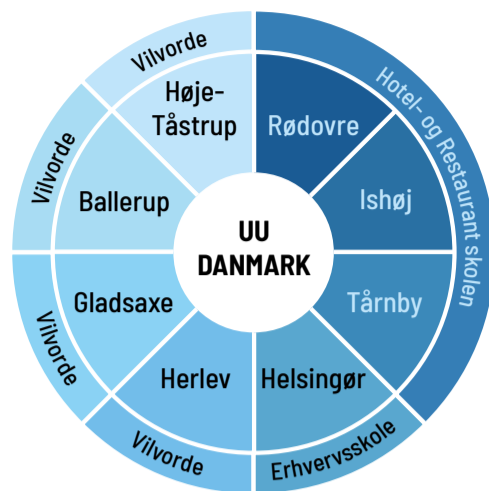 Vilvorde
Høje-
Tåstrup
Rødovre
Hotel- og Restaurant skolen
Vilvorde
Ballerup
Ishøj
UU
DANMARK
Gladsaxe
Tårnby
Vilvorde
Herlev
Helsingør
Vilvorde
Erhvervsskole